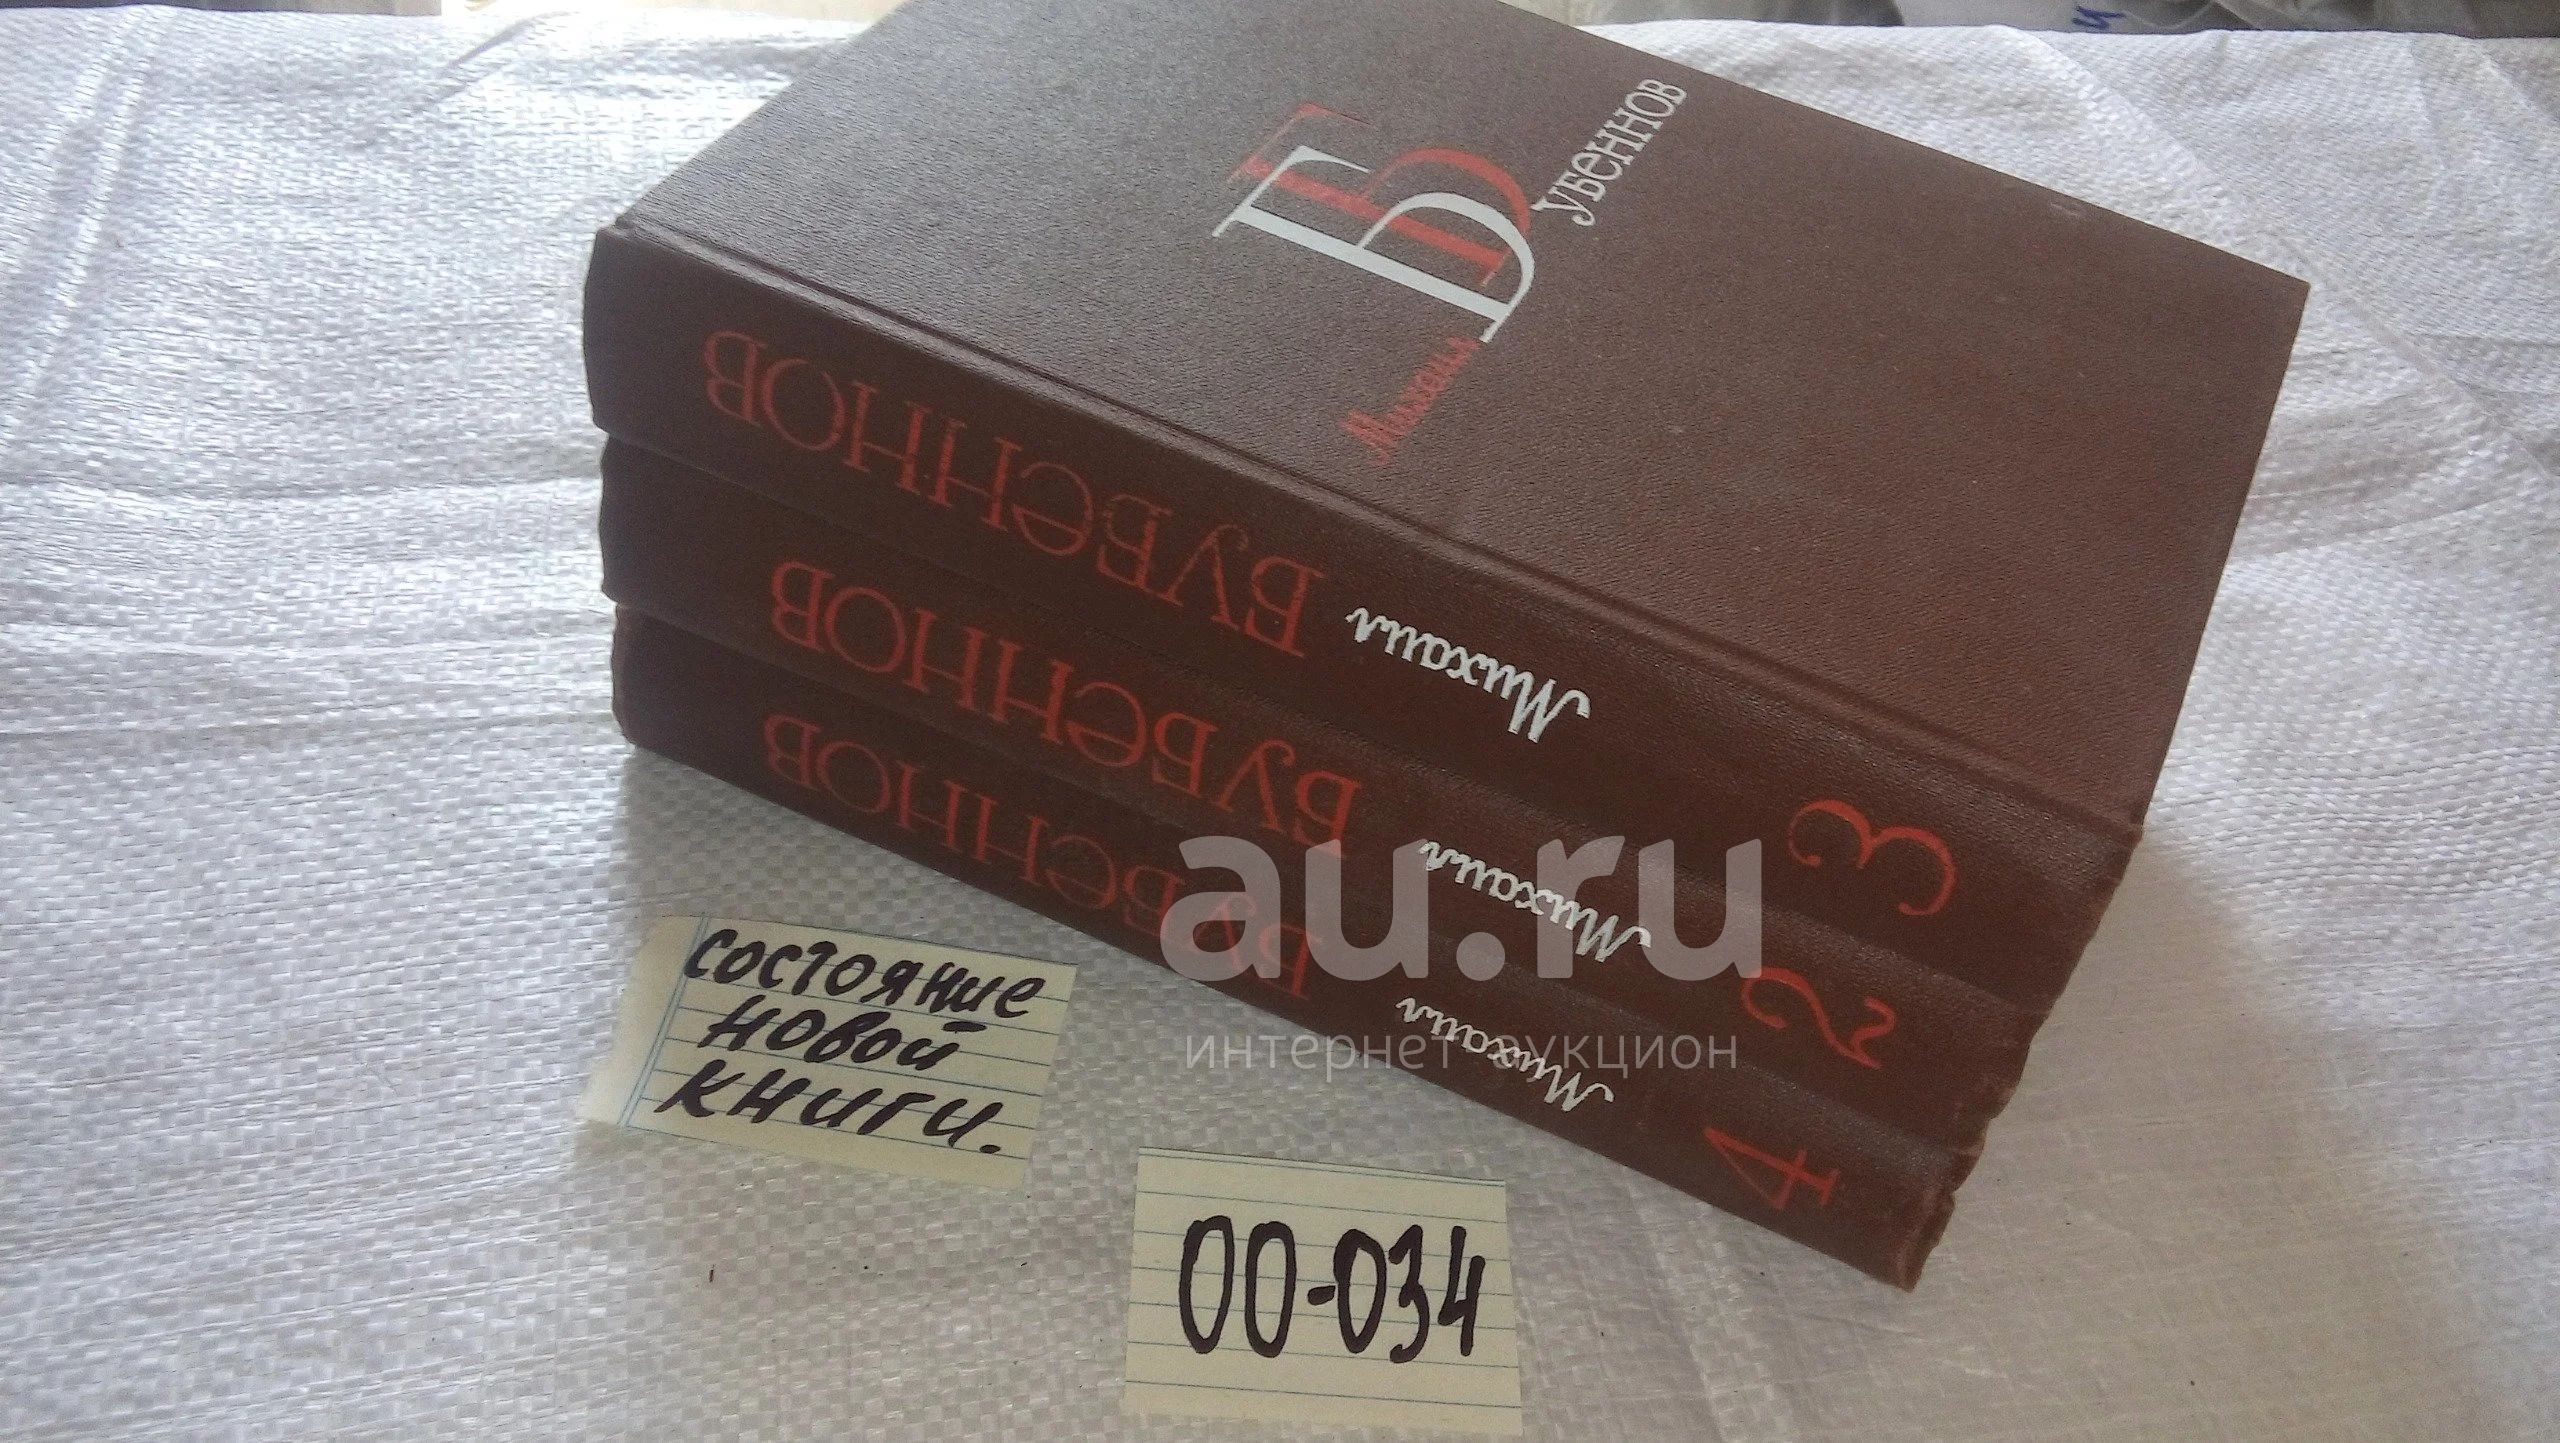 Михаил
Бубеннов
Михаил БУБЕННОВ 3
Михаил БУБЕННОВ 2
Михаил БУБЕННОВ 4
au.ru
интернет-аукцион
состояние
новой
книги.
00-034